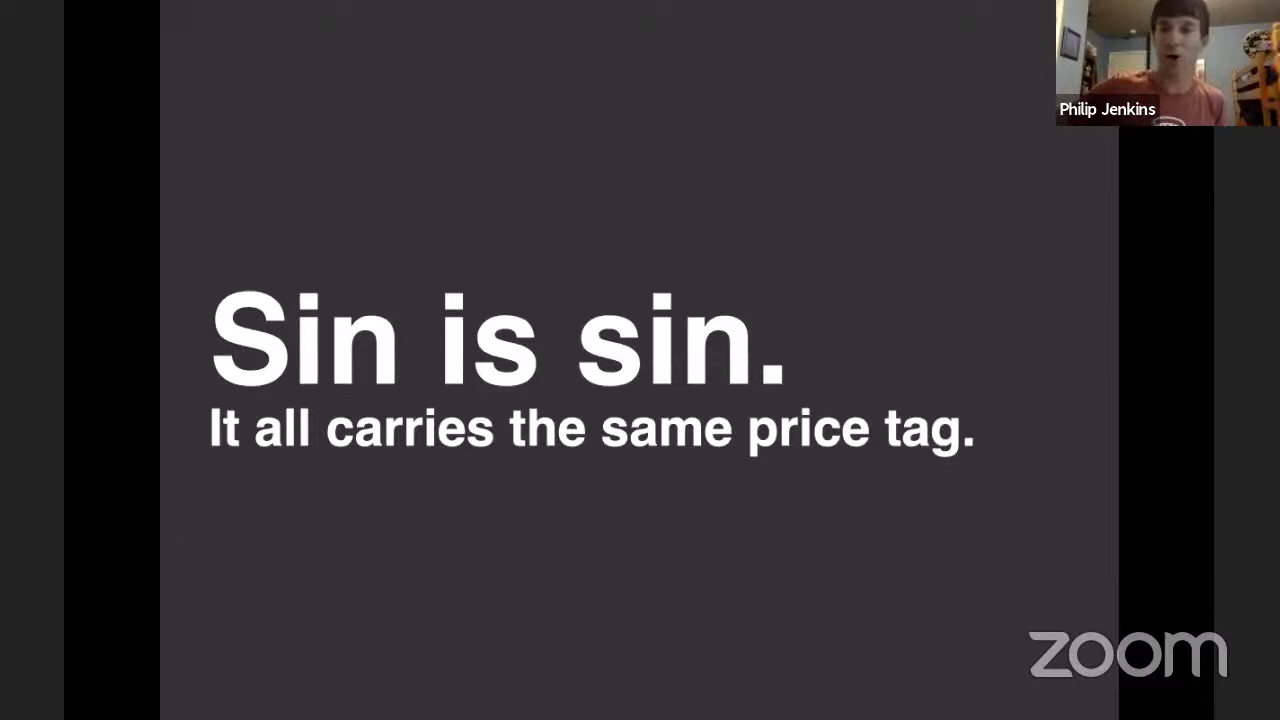 Philip Jenkins
Sin is sin.
It all carries the same price tag.
zoom